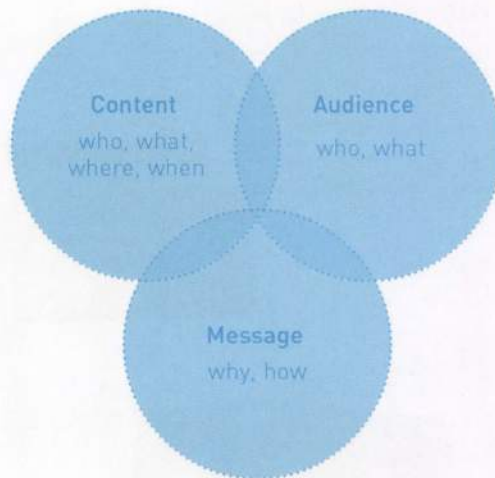 Content
who, what,
where, when
Audience
who, what
Message
why, how